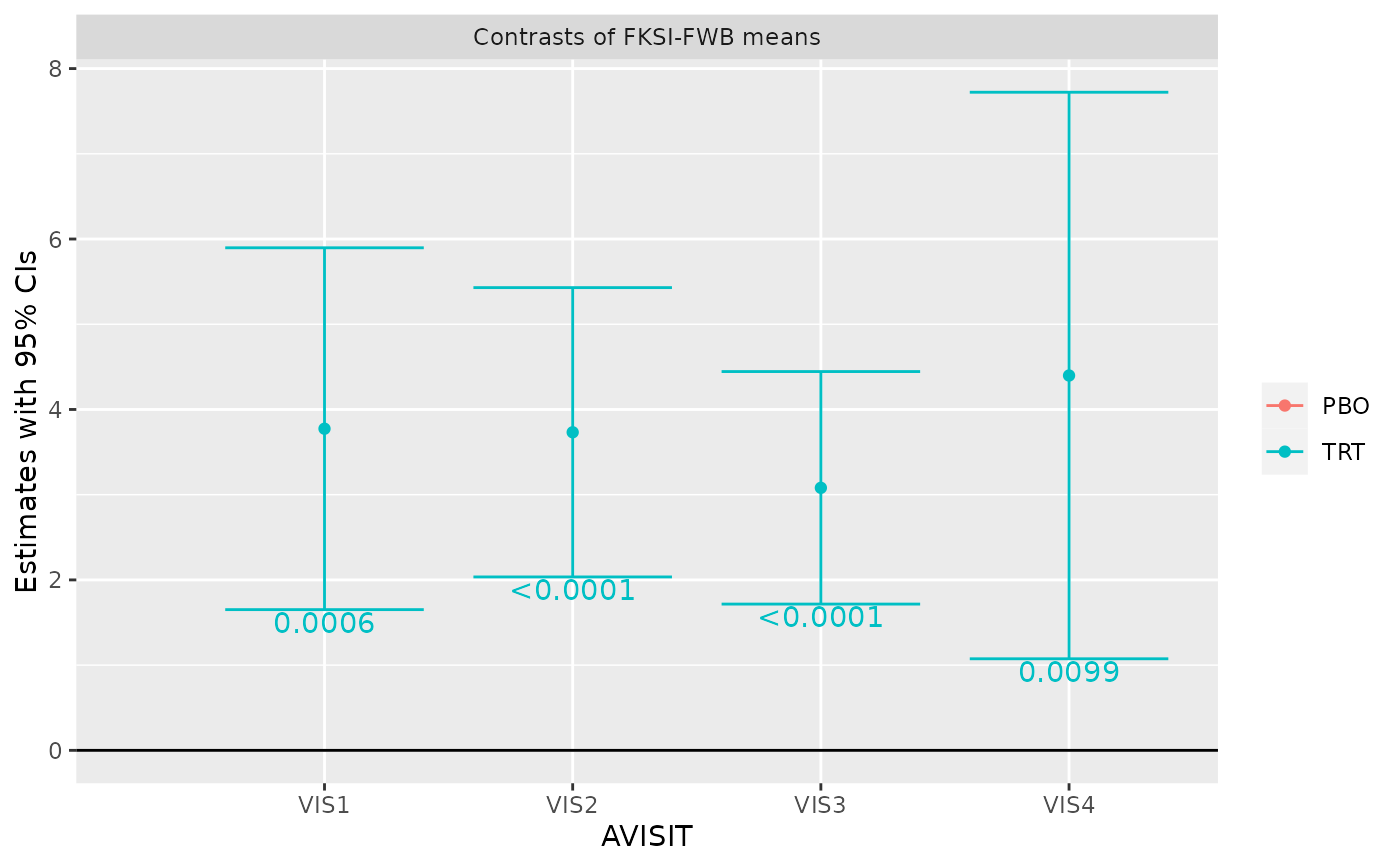 Contrasts of FKSI-FWB means
Estimates with 95% CIs
8
6
4
2
0
0.0006
<0.0001
<0.0001
0.0099
VIS1
VIS2
VIS3
VIS4
AVISIT
PBO
TRT